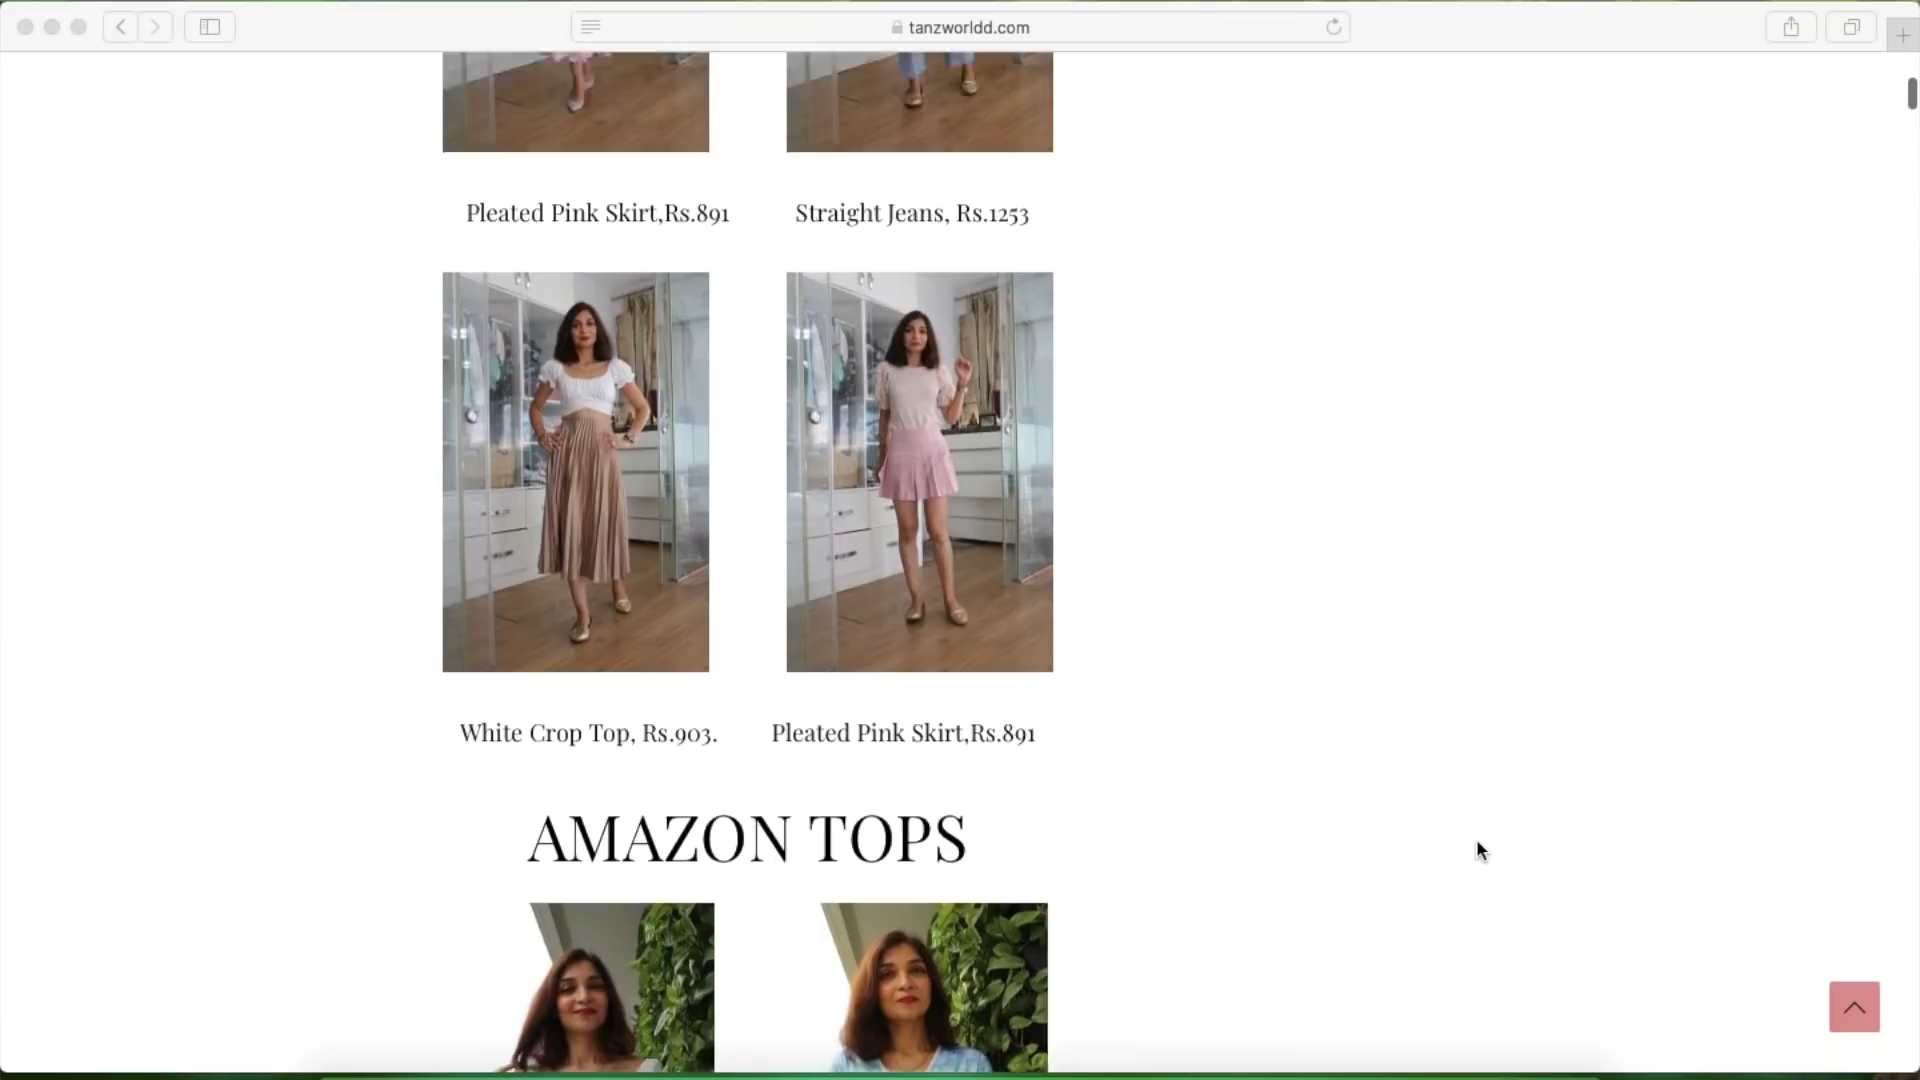 tanzworldd.com
Pleated Pink Skirt,Rs.891
Straight Jeans, Rs.1253
White Crop Top, Rs.903.
Pleated Pink Skirt,Rs.891
AMAZON TOPS